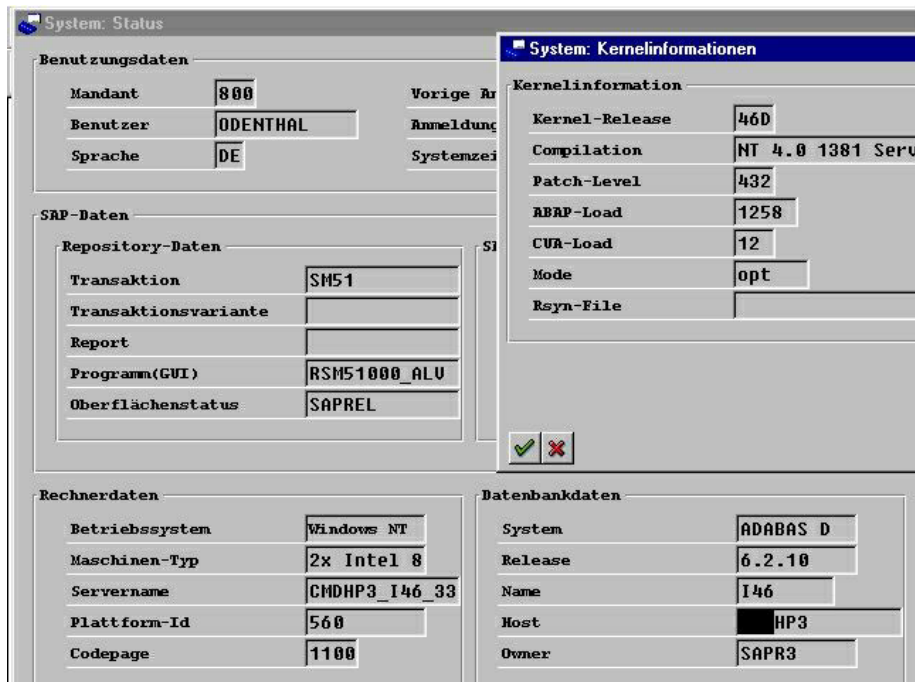 System: Status
Benutzungsdaten
Mandant 800 Vorige An
Benutzer ODENTHAL Anmeldung
Sprache DE Systemzei
SAP-Daten
Repository-Daten
Transaktion SM51
Transaktionsvariante
Report
Programm(GUI) RSM51000_ALV
Oberflächenstatus SAPREL
System: Kernelinformationen
Kernelinformation
Kernel-Release 46D
Compilation NT 4.0 1381 Serv
Patch-Level 432
ABAP-Load 1258
CUA-Load 12
Mode opt
Rsyn-File
Rechnerdaten
Betriebssystem Windows NT
Maschinen-Typ 2x Intel 8
Servername CMDHP3_I46_33
Plattform-Id 560
Codepage 1100
Datenbankdaten
System ADABAS D
Release 6.2.10
Name I46
Host HP3
Owner SAPR3